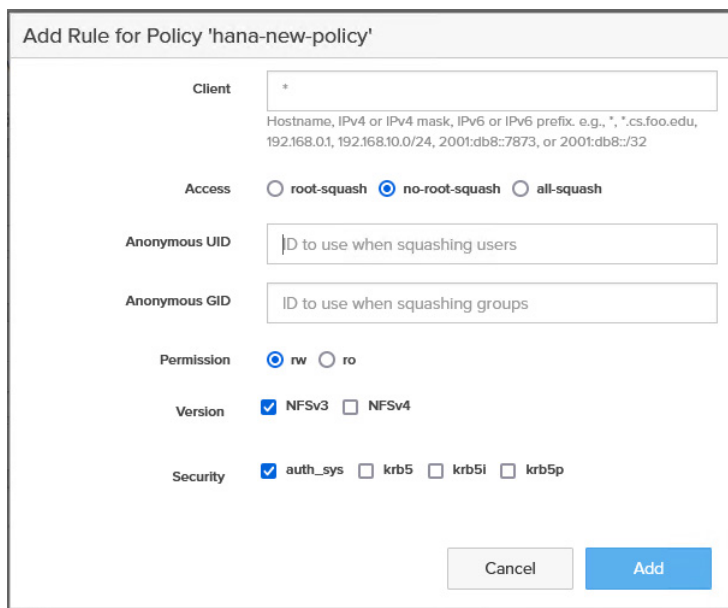 Add Rule for Policy 'hana-new-policy'
Client
*
Hostname, IPv4 or IPv4 mask, IPv6 or IPv6 prefix. e.g., *, *.cs.foo.edu,
192.168.0.1, 192.168.10.0/24, 2001:db8::7873, or 2001:db8::/32
Access root-squash no-root-squash all-squash
Anonymous UID ID to use when squashing users
Anonymous GID ID to use when squashing groups
Permission rw ro
Version NFSv3 NFSv4
Security auth_sys krb5 krb5i krb5p
Cancel Add